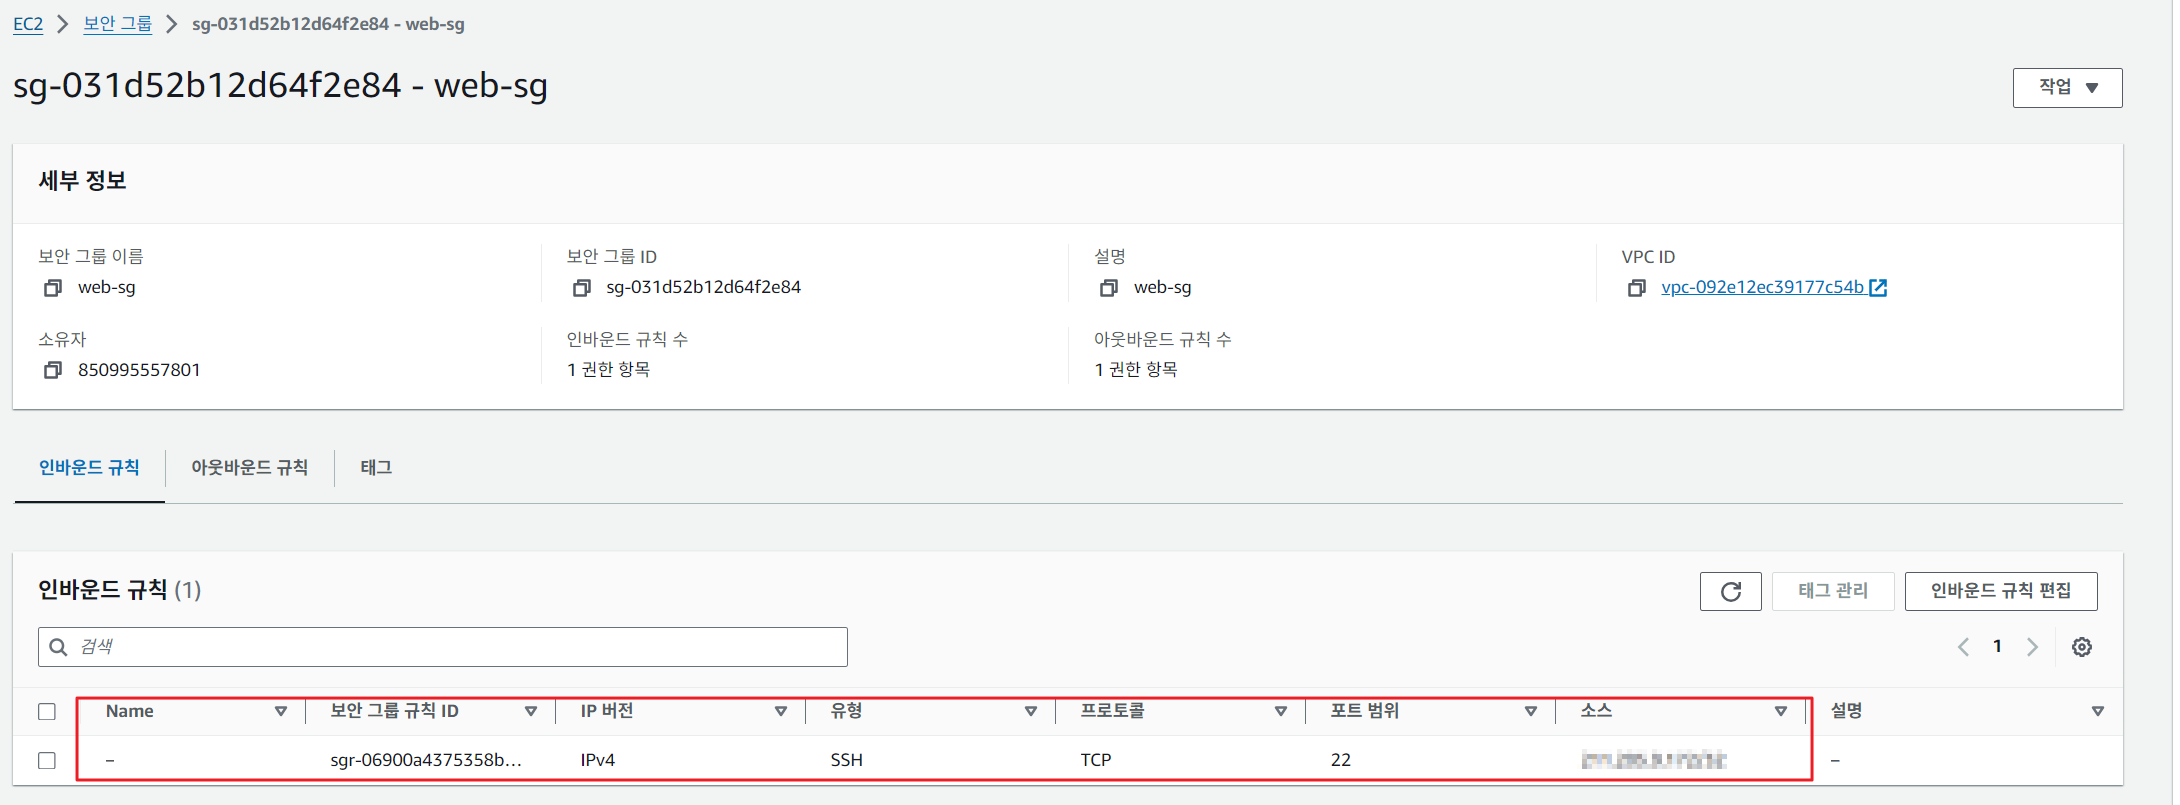 EC2 > 보안 그룹 > sg-031d52b12d64f2e84 - web-sg
sg-031d52b12d64f2e84 - web-sg
작업
세부 정보
보안 그룹 이름
web-sg
보안 그룹 ID
sg-031d52b12d64f2e84
설명
web-sg
VPC ID
vpc-092e12ec39177c54b
소유자
850995557801
인바운드 규칙 수
1 권한 항목
아웃바운드 규칙 수
1 권한 항목
인바운드 규칙 아웃바운드 규칙 태그
인바운드 규칙 (1)
태그 관리 인바운드 규칙 편집
검색
1
Name 보안 그룹 규칙 ID IP 버전 유형 프로토콜 포트 범위 소스 설명
– sgr-06900a4375358b... IPv4 SSH TCP 22 –